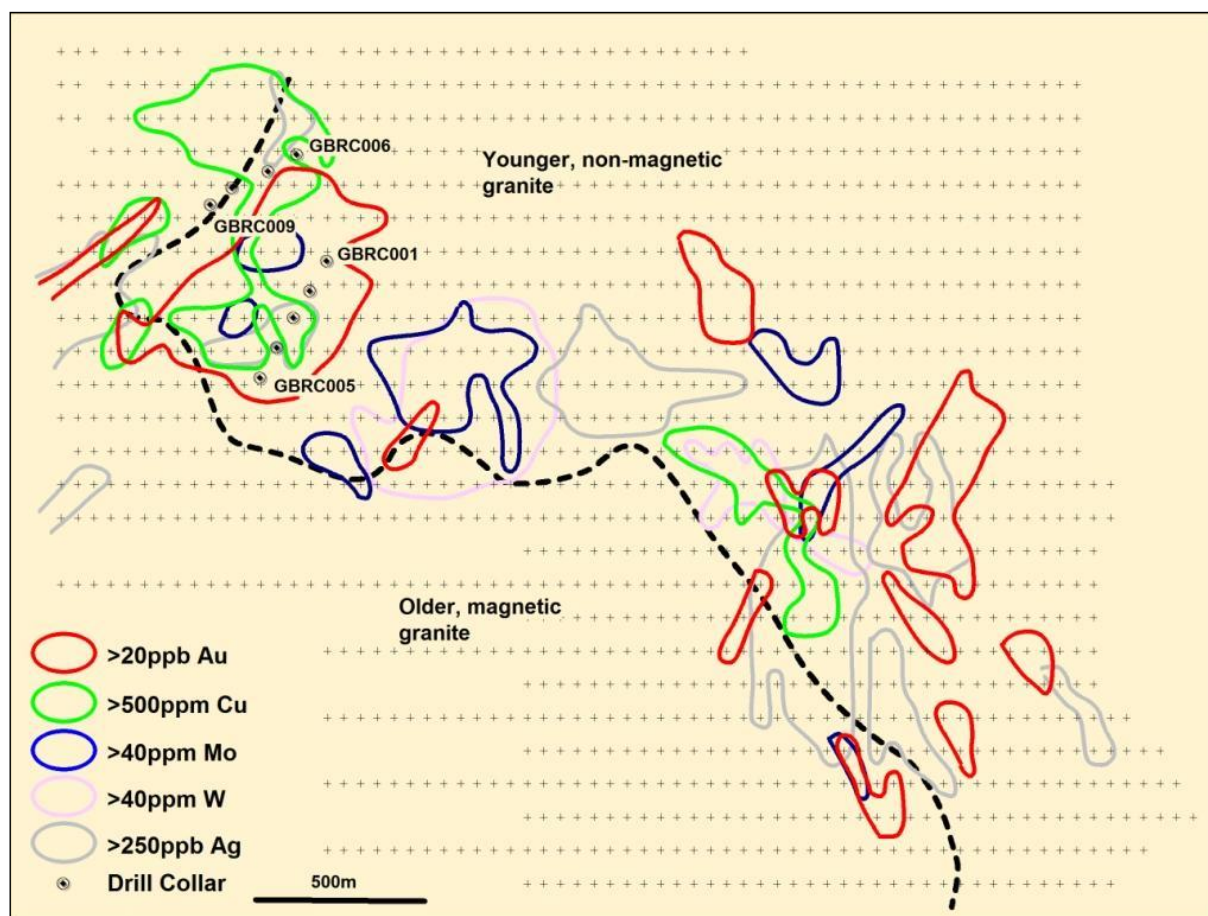 GBRC006
Younger, non-magnetic
granite
GBRC009
GBRC001
GBRC005
Older, magnetic
granite
>20ppb Au
>500ppm Cu
>40ppm Mo
>40ppm W
>250ppb Ag
Drill Collar
500m